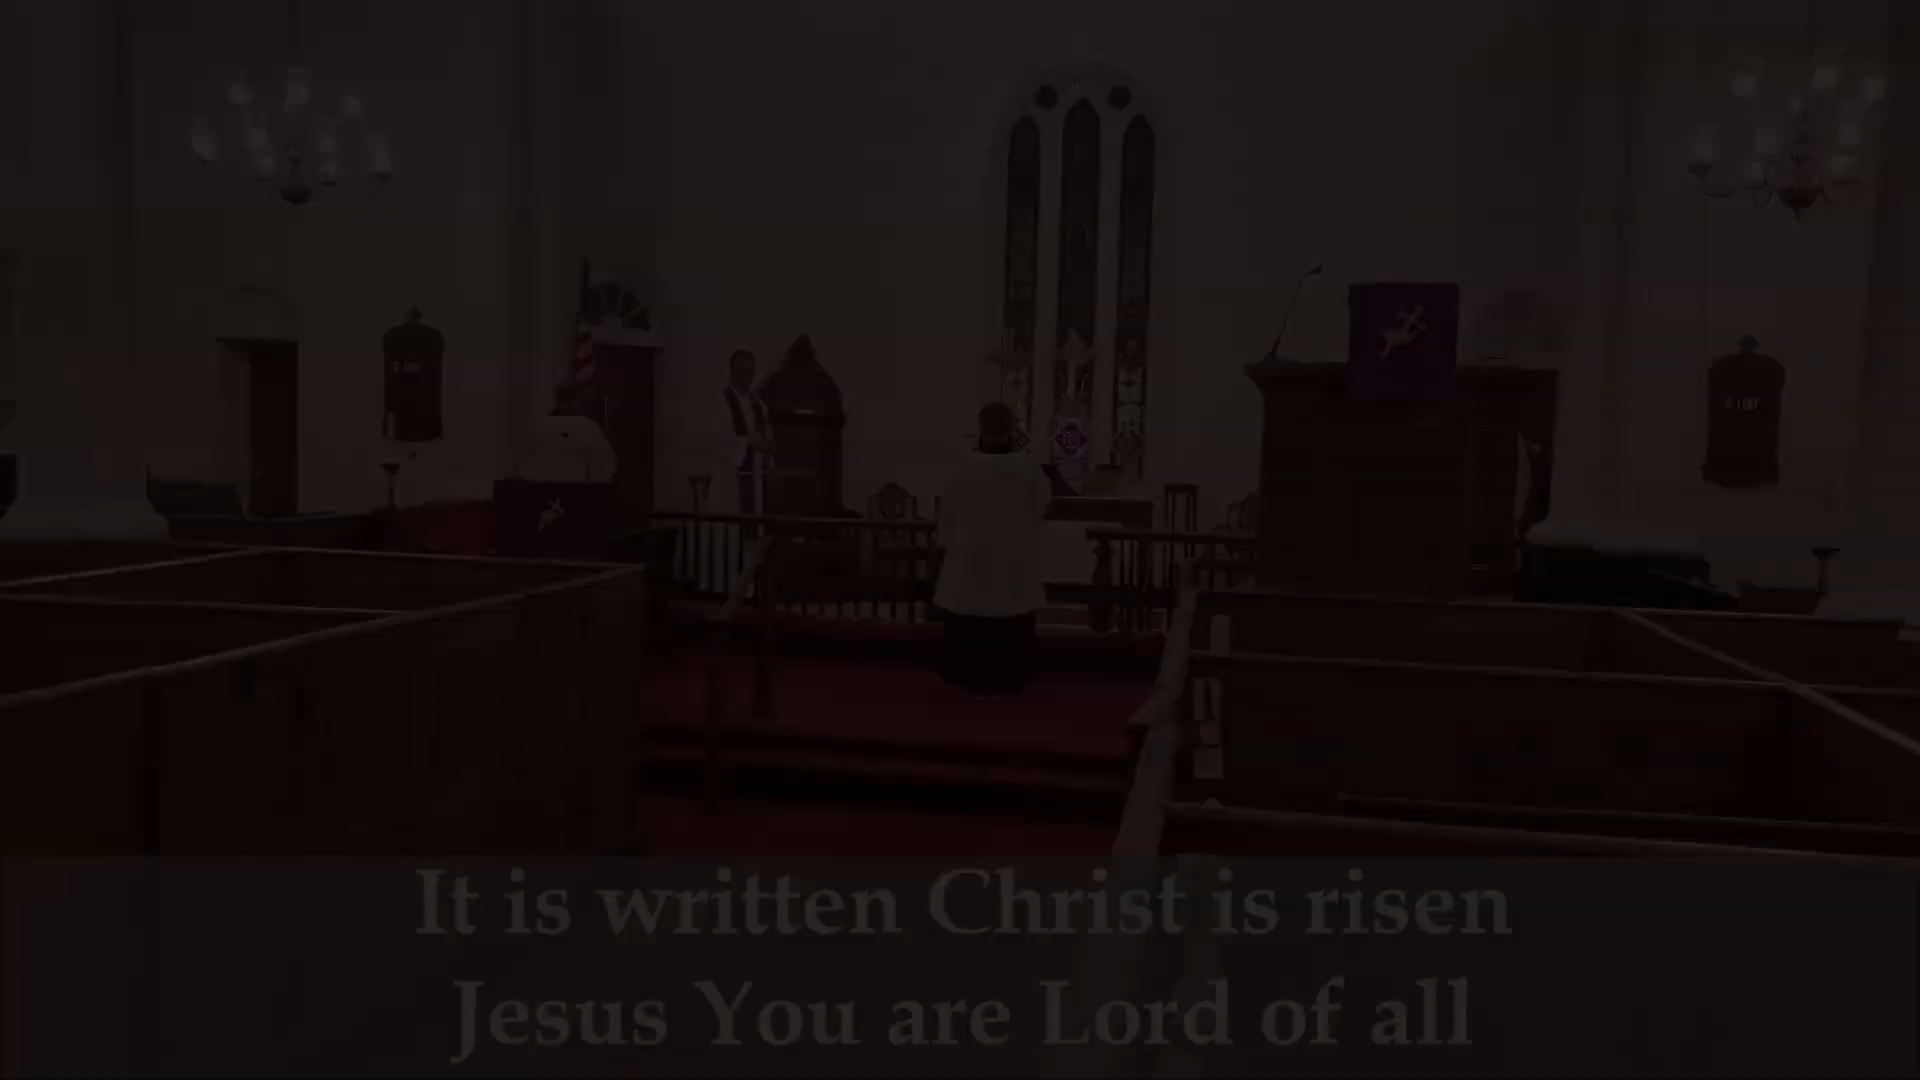 It is written Christ is risen
Jesus You are Lord of all